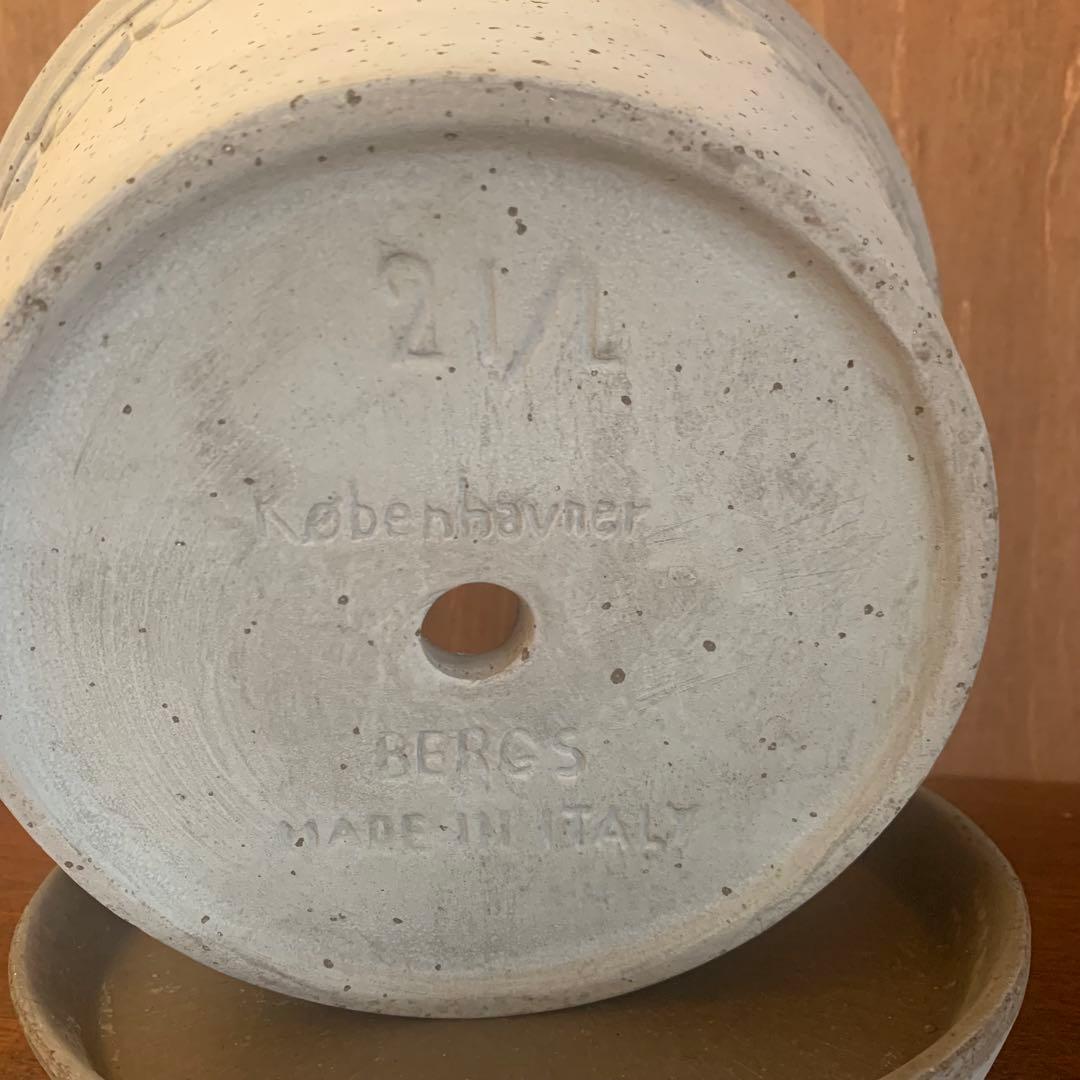 21/L
Københavner
BERGS
MADE IN ITALY